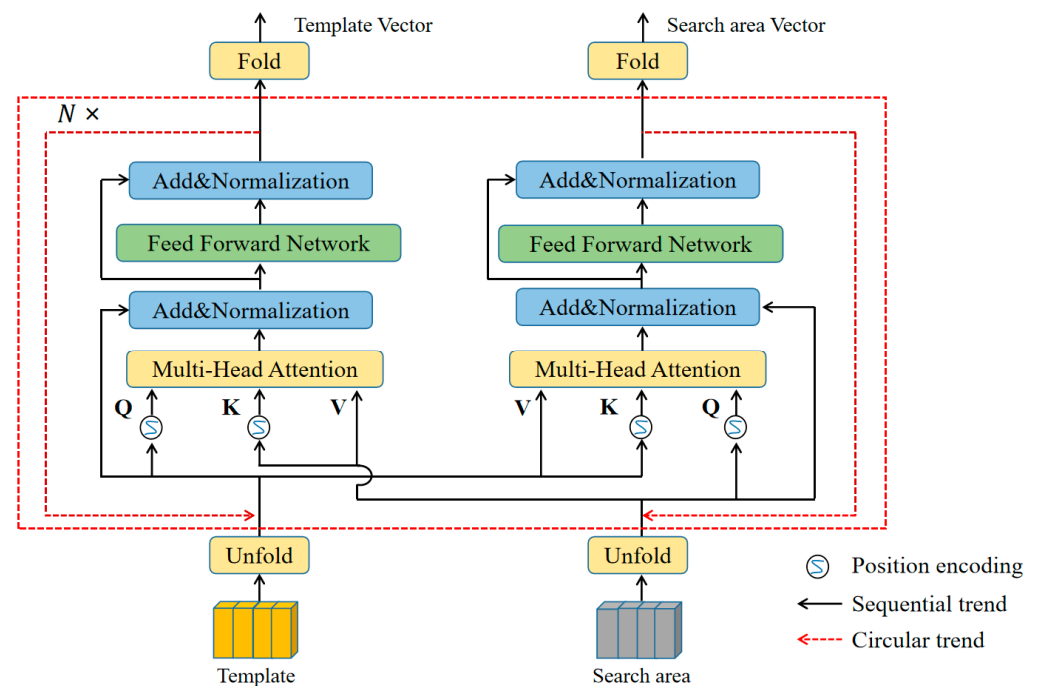 Template Vector
Search area Vector
Fold
Fold
N ×
Add&Normalization
Add&Normalization
Feed Forward Network
Feed Forward Network
Add&Normalization
Add&Normalization
Multi-Head Attention
Multi-Head Attention
Q
K
V
V
K
Q
Unfold
Unfold
Position encoding
Sequential trend
Circular trend
Template
Search area